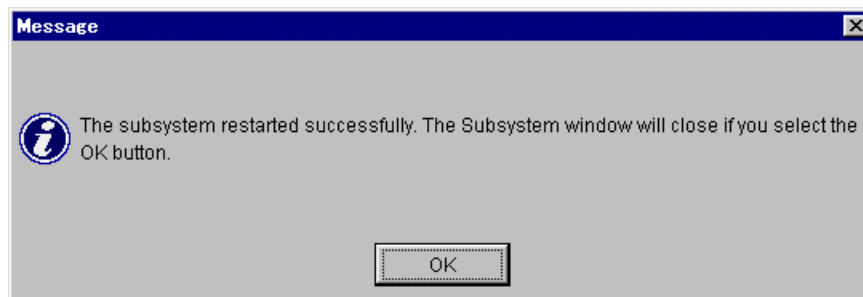 Message
The subsystem restarted successfully. The Subsystem window will close if you select the
OK button.
OK